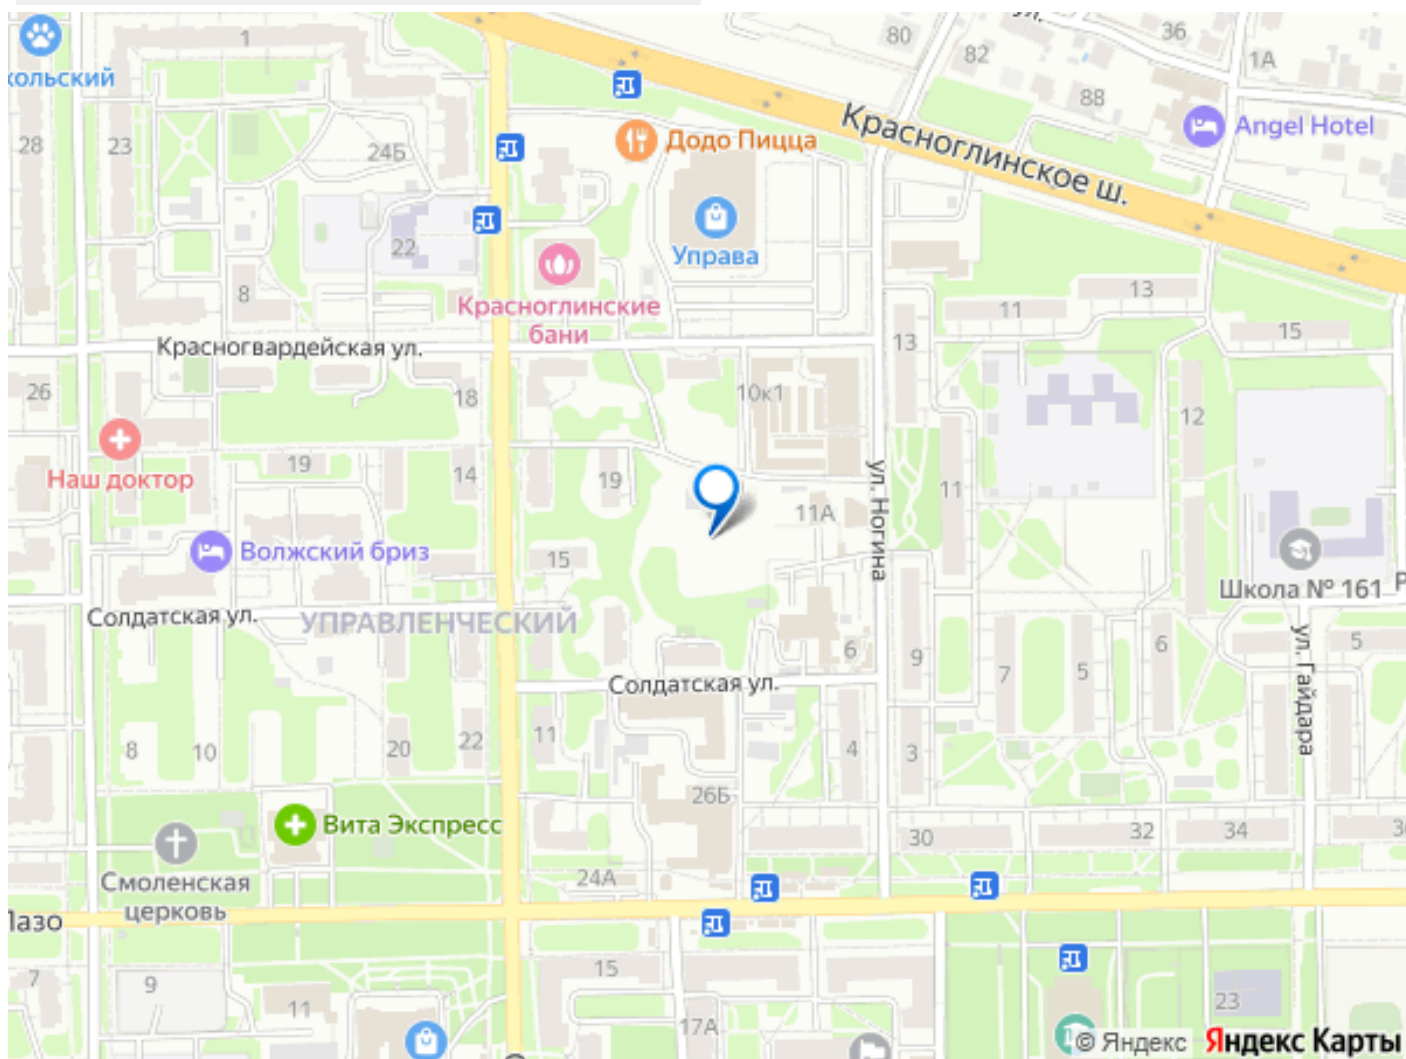 1
80
82
36
1А
кольский
88
Красноглинское ш.
Angel Hotel
Додо Пицца
28
23
24Б
22
Управа
8
Красноглинские
бани
Красногвардейская ул.
13
11
13
15
26
18
10к1
12
Наш доктор
19
14
19
11А
ул. Ногина
11
Волжский бриз
15
Школа № 161
Солдатская ул.
УПРАВЛЕНЧЕСКИЙ
6
9
7
5
6
5
ул. Гайдара
Солдатская ул.
8
10
20
22
11
4
3
26Б
Вита Экспресс
30
32
34
Смоленская
церковь
24А
Лазо
7
9
11
15
17А
23
© Яндекс
Яндекс Карты